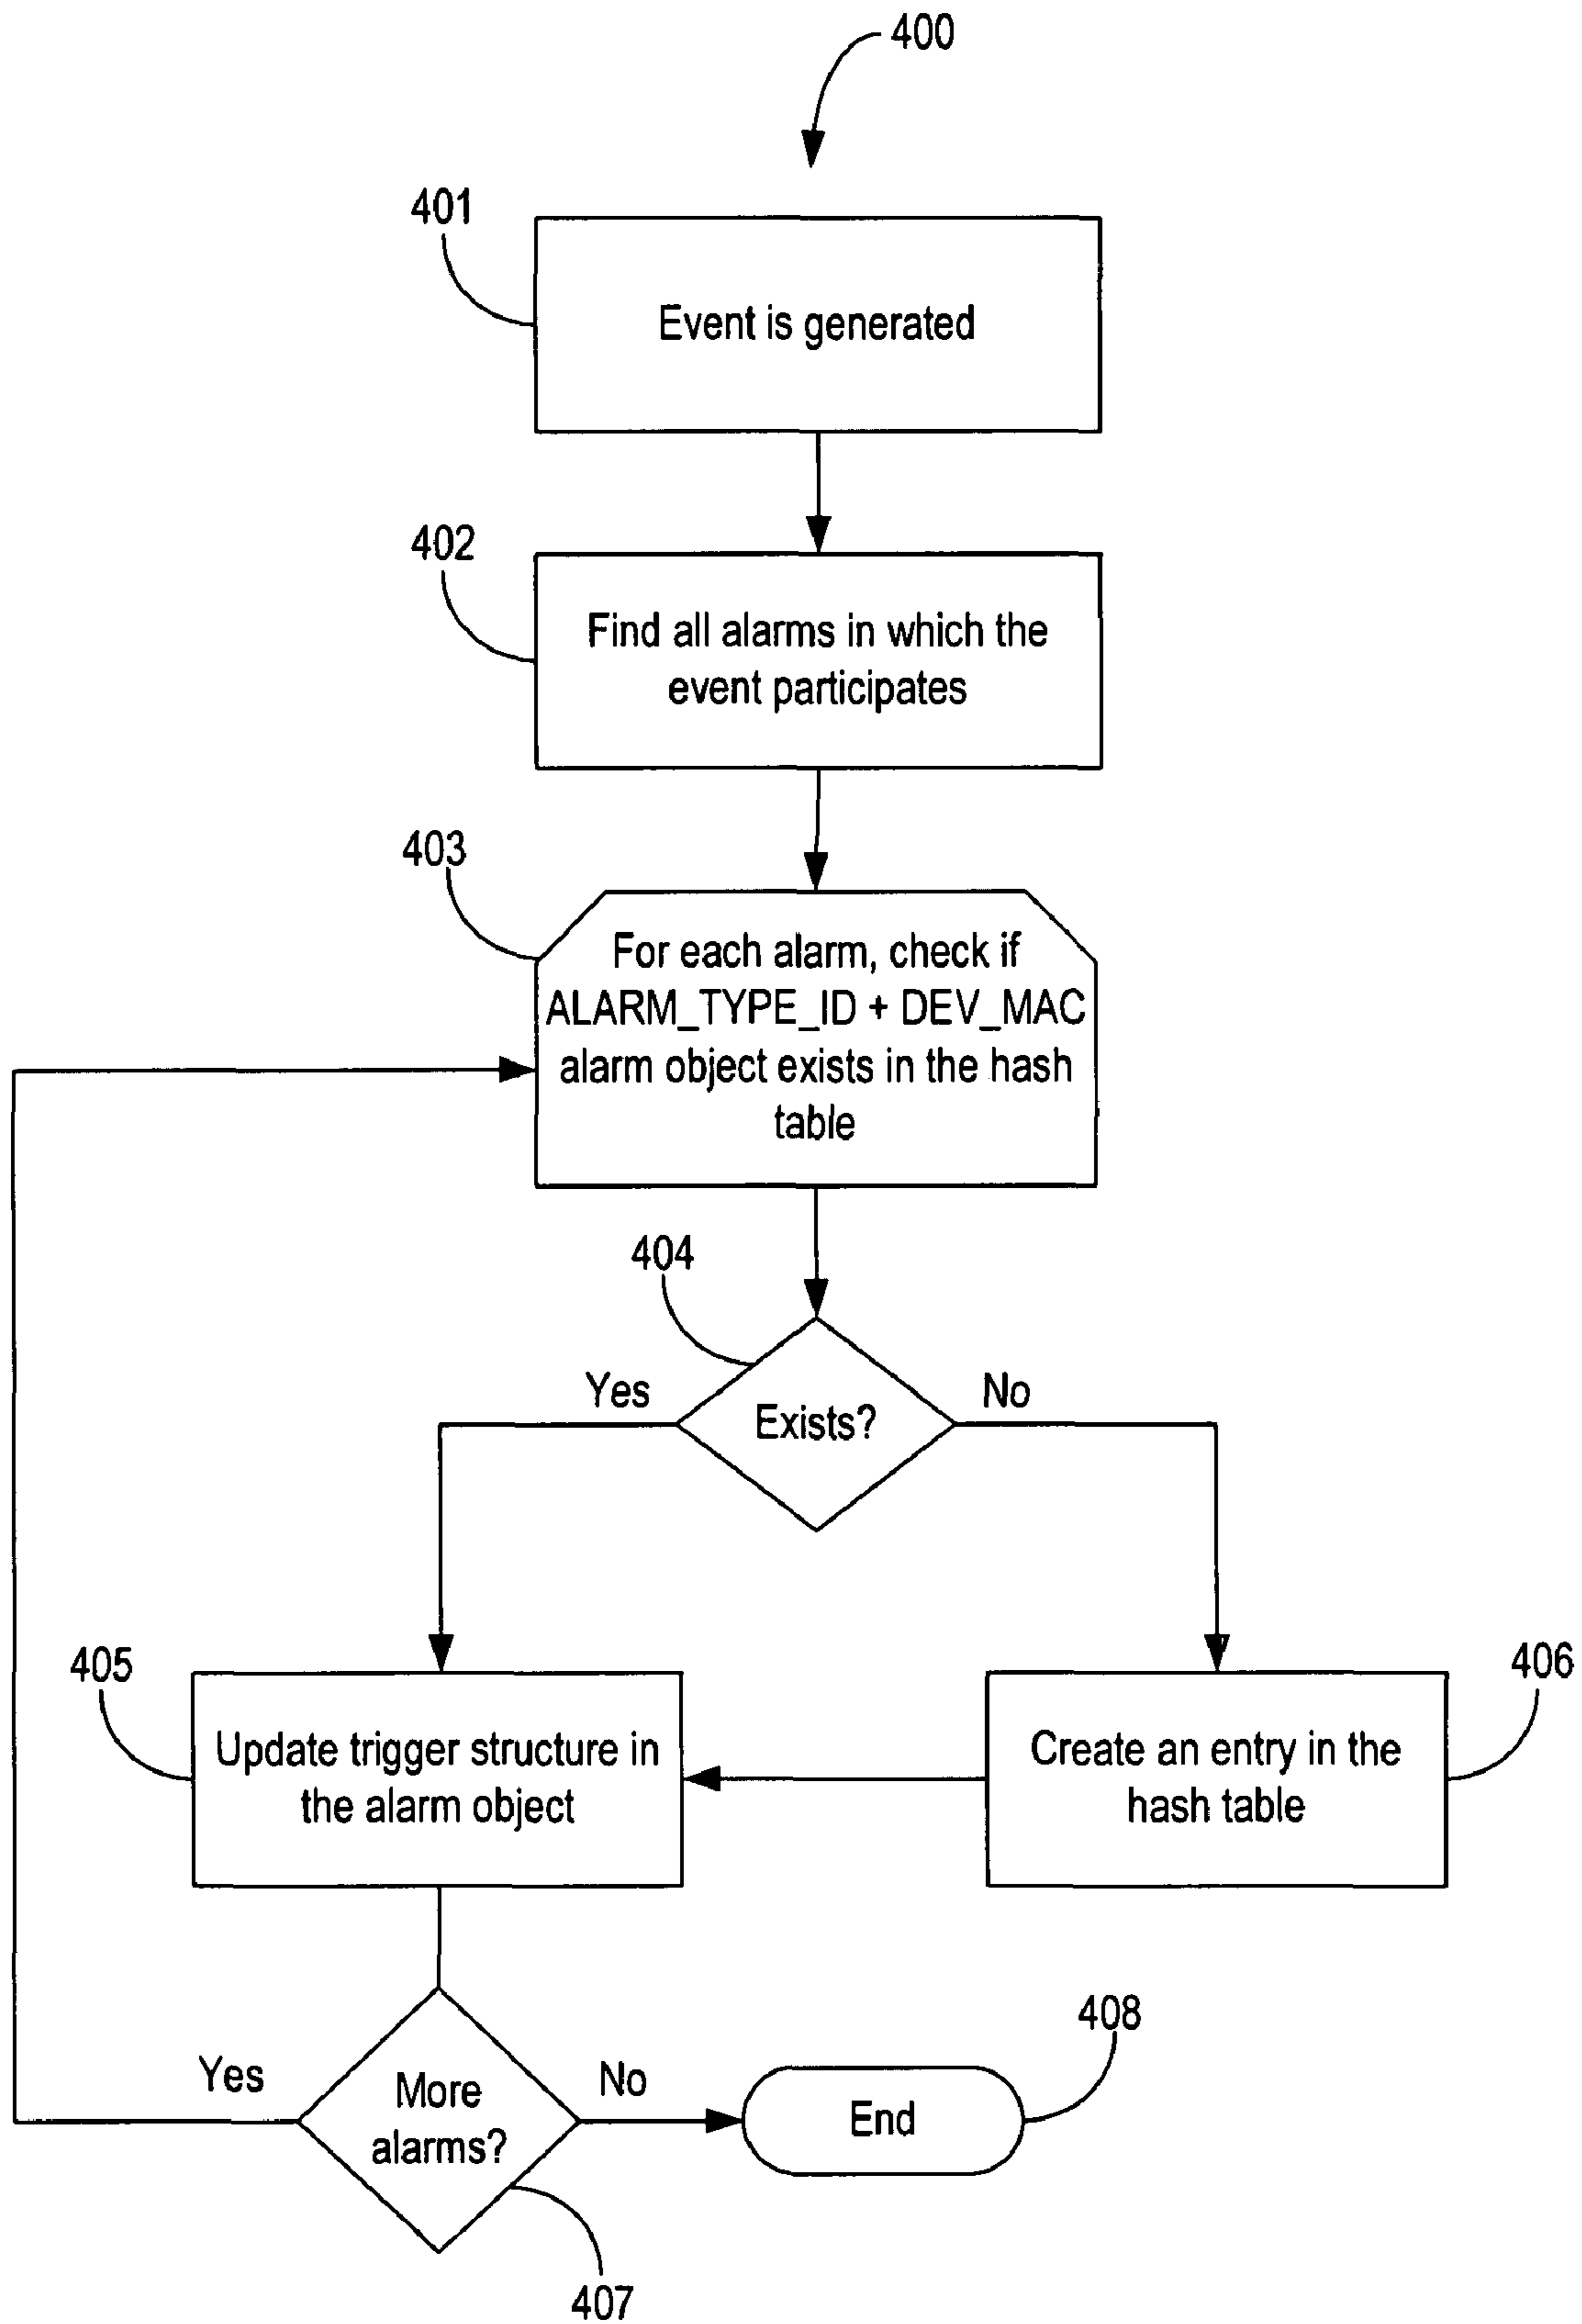 400
401
Event is generated
402
Find all alarms in which the
event participates
403
For each alarm, check if
ALARM_TYPE_ID + DEV_MAC
alarm object exists in the hash
table
404
Yes
Exists?
No
405
Update trigger structure in
the alarm object
406
Create an entry in the
hash table
Yes
More
alarms?
No
End
408
407